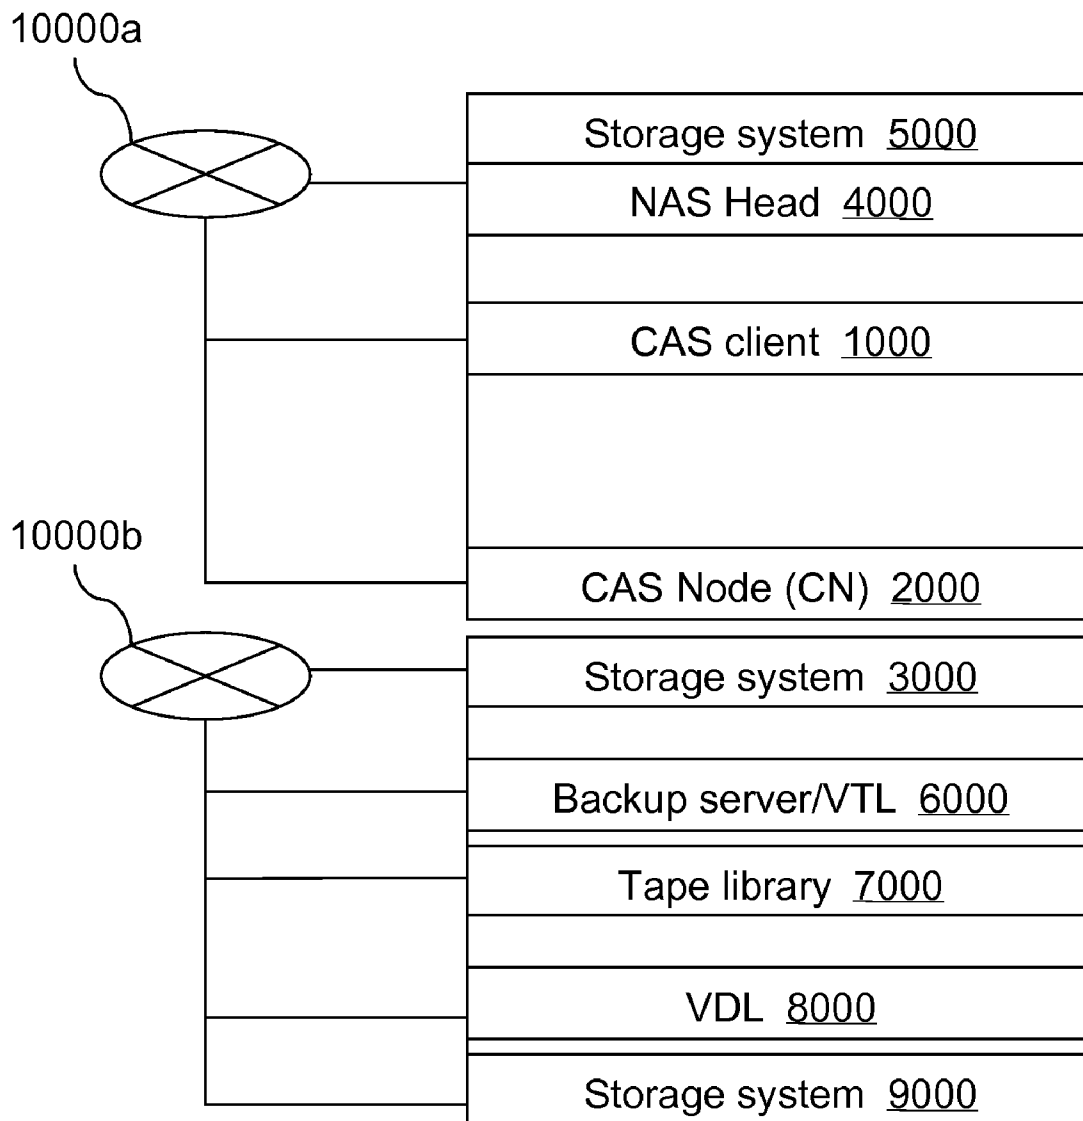 10000a
Storage system 5000
NAS Head 4000
CAS client 1000
10000b
CAS Node (CN) 2000
Storage system 3000
Backup server/VTL 6000
Tape library 7000
VDL 8000
Storage system 9000